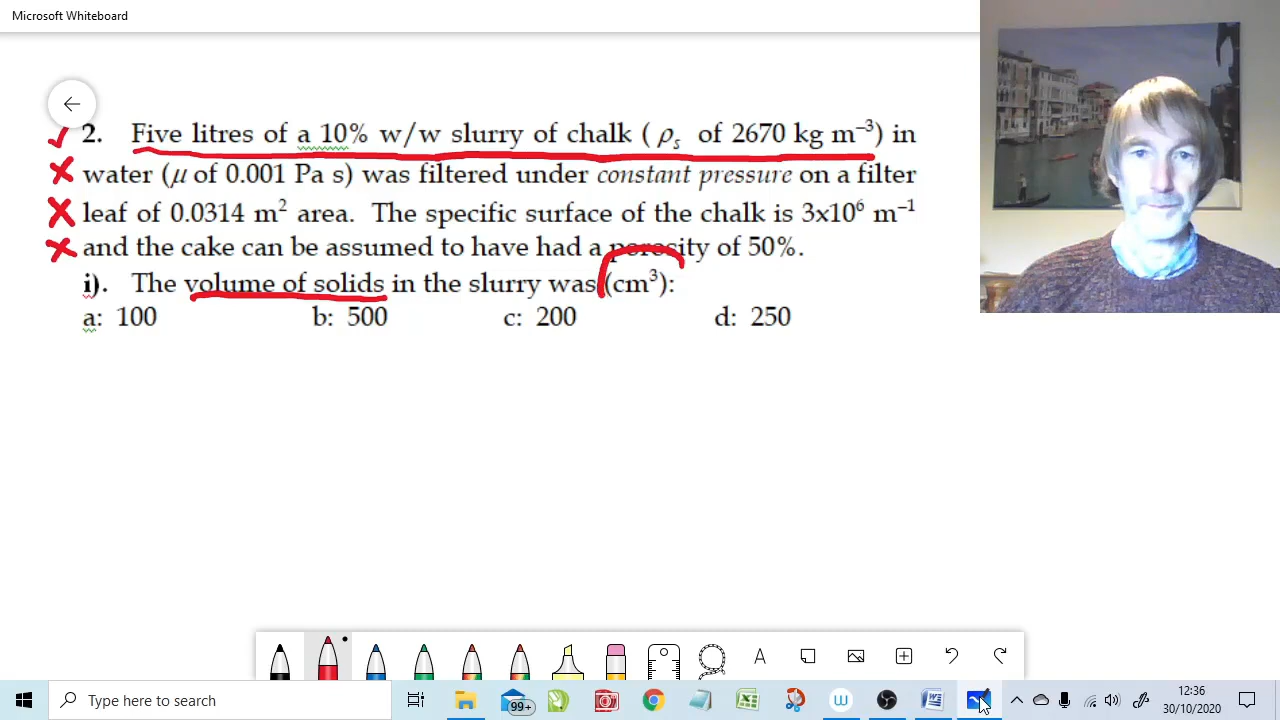 Microsoft Whiteboard
2. Five litres of a 10% w/w slurry of chalk ( ρs of 2670 kg m⁻³) in
water (μ of 0.001 Pa s) was filtered under constant pressure on a filter
leaf of 0.0314 m² area. The specific surface of the chalk is 3x10⁶ m⁻¹
and the cake can be assumed to have had a porosity of 50%.
i). The volume of solids in the slurry was (cm³):
a: 100 b: 500 c: 200 d: 250
A
Type here to search
99+
12:36
30/10/2020